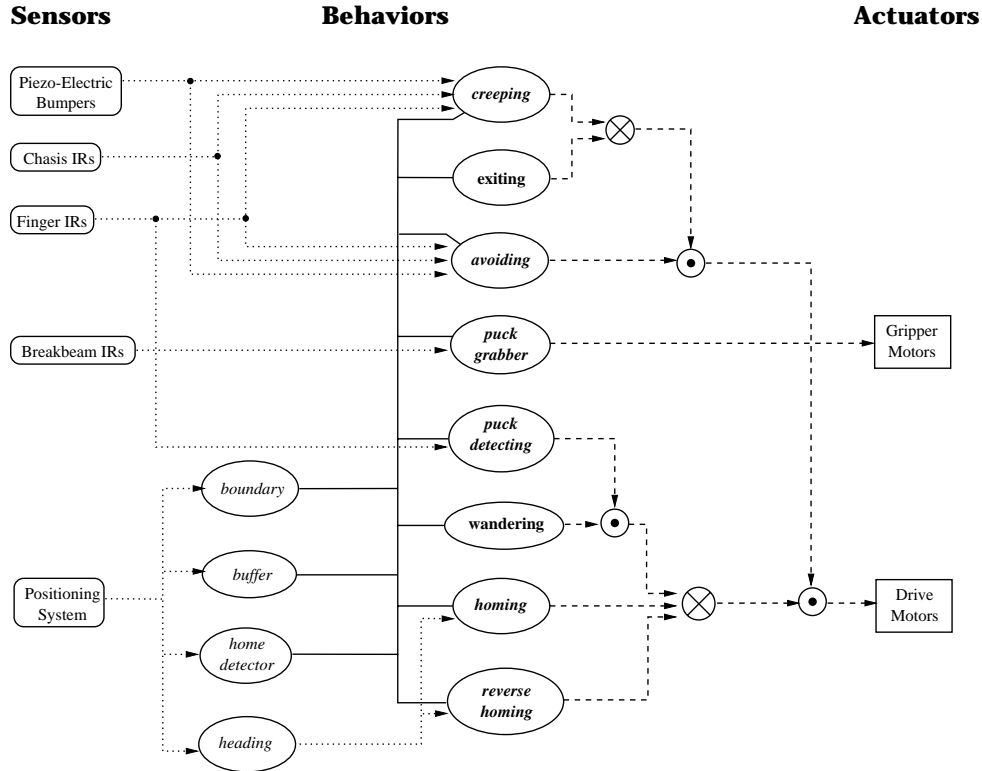 Sensors
Behaviors
Actuators
Piezo-Electric
Bumpers
Chasis IRs
Finger IRs
Breakbeam IRs
Positioning
System
boundary
buffer
home
detector
heading
creeping
exiting
avoiding
puck
grabber
puck
detecting
wandering
homing
reverse
homing
Gripper
Motors
Drive
Motors